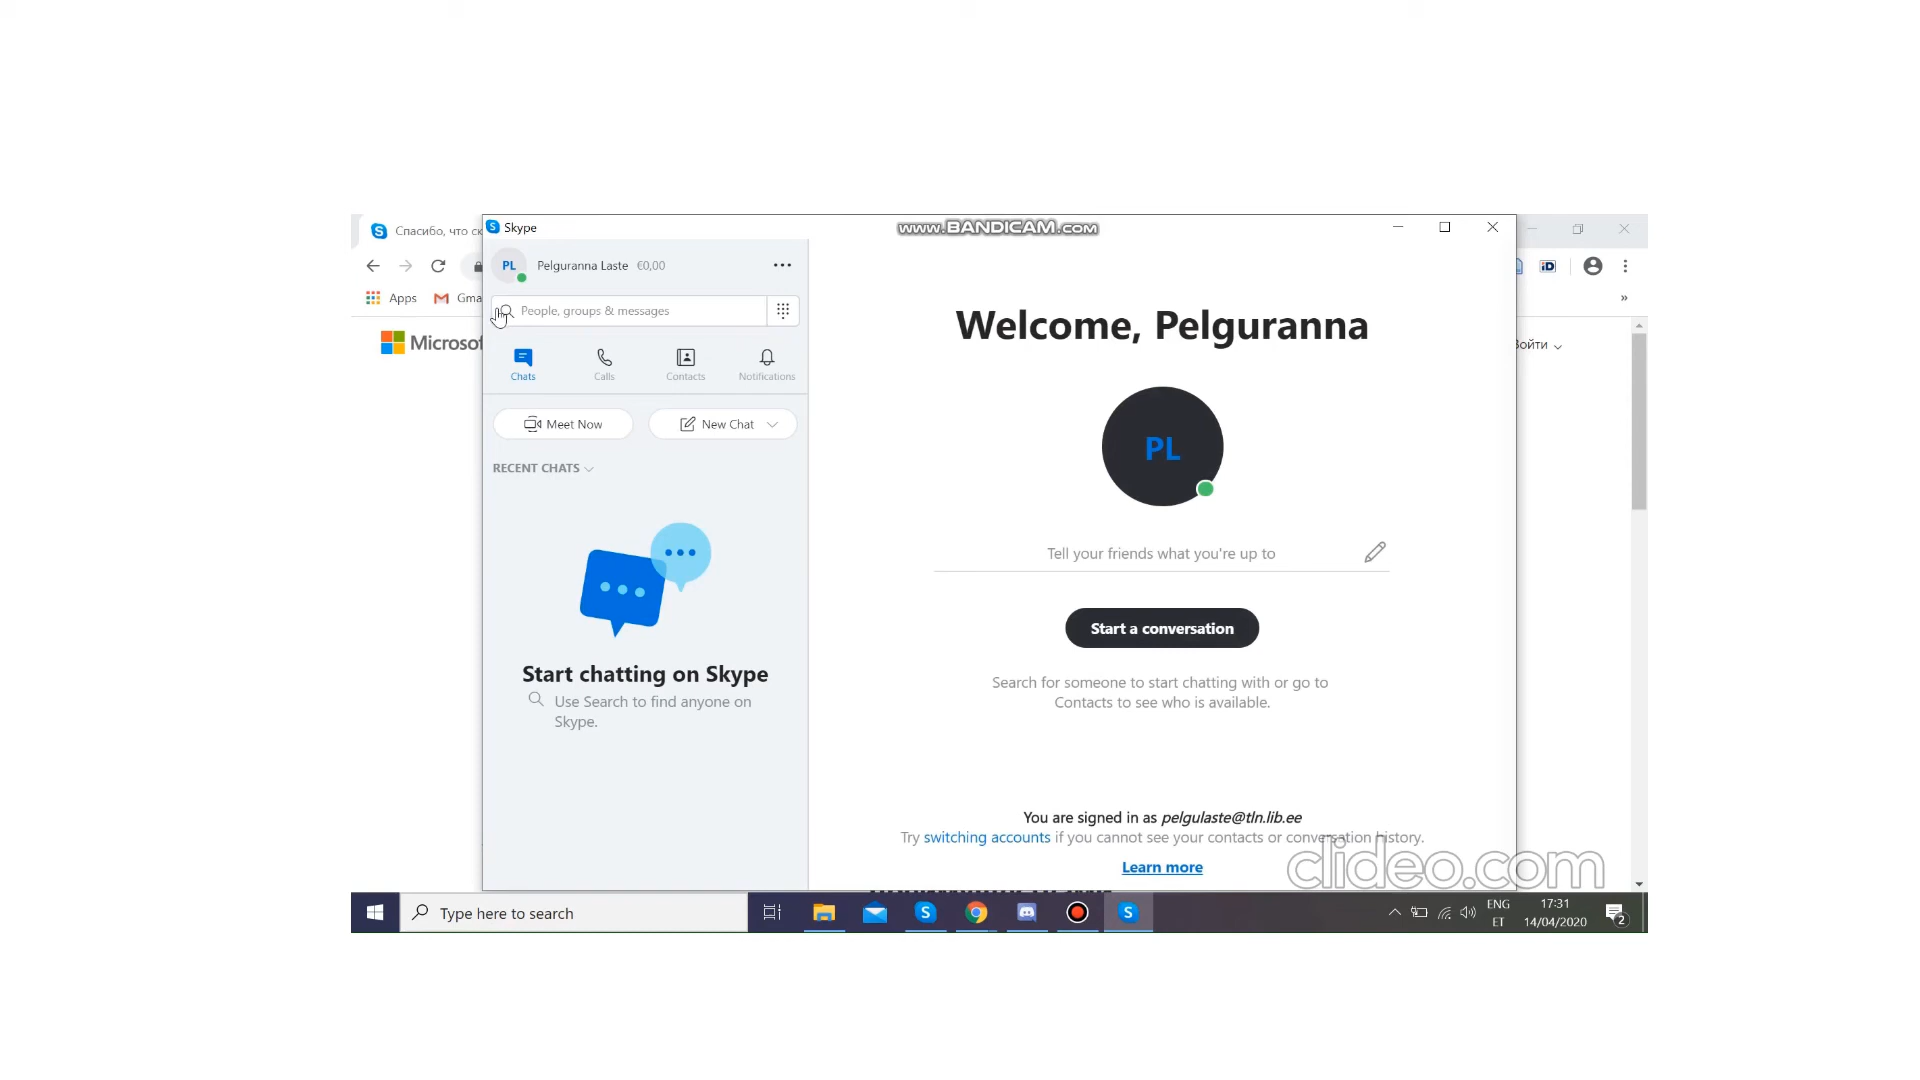 Спасибо, что ск
Skype
www.BANDICAM.com
PL
Pelguranna Laste €0,00
Apps
Gma
iD
»
People, groups & messages
Microsof
Войти
Chats
Calls
Contacts
Notifications
Meet Now
New Chat
RECENT CHATS
Start chatting on Skype
Use Search to find anyone on
Skype.
Welcome, Pelguranna
PL
Tell your friends what you're up to
Start a conversation
Search for someone to start chatting with or go to
Contacts to see who is available.
You are signed in as pelgulaste@tln.lib.ee
Try switching accounts if you cannot see your contacts or conversation history.
Learn more
clideo.com
Type here to search
ENG
ET
17:31
14/04/2020
2